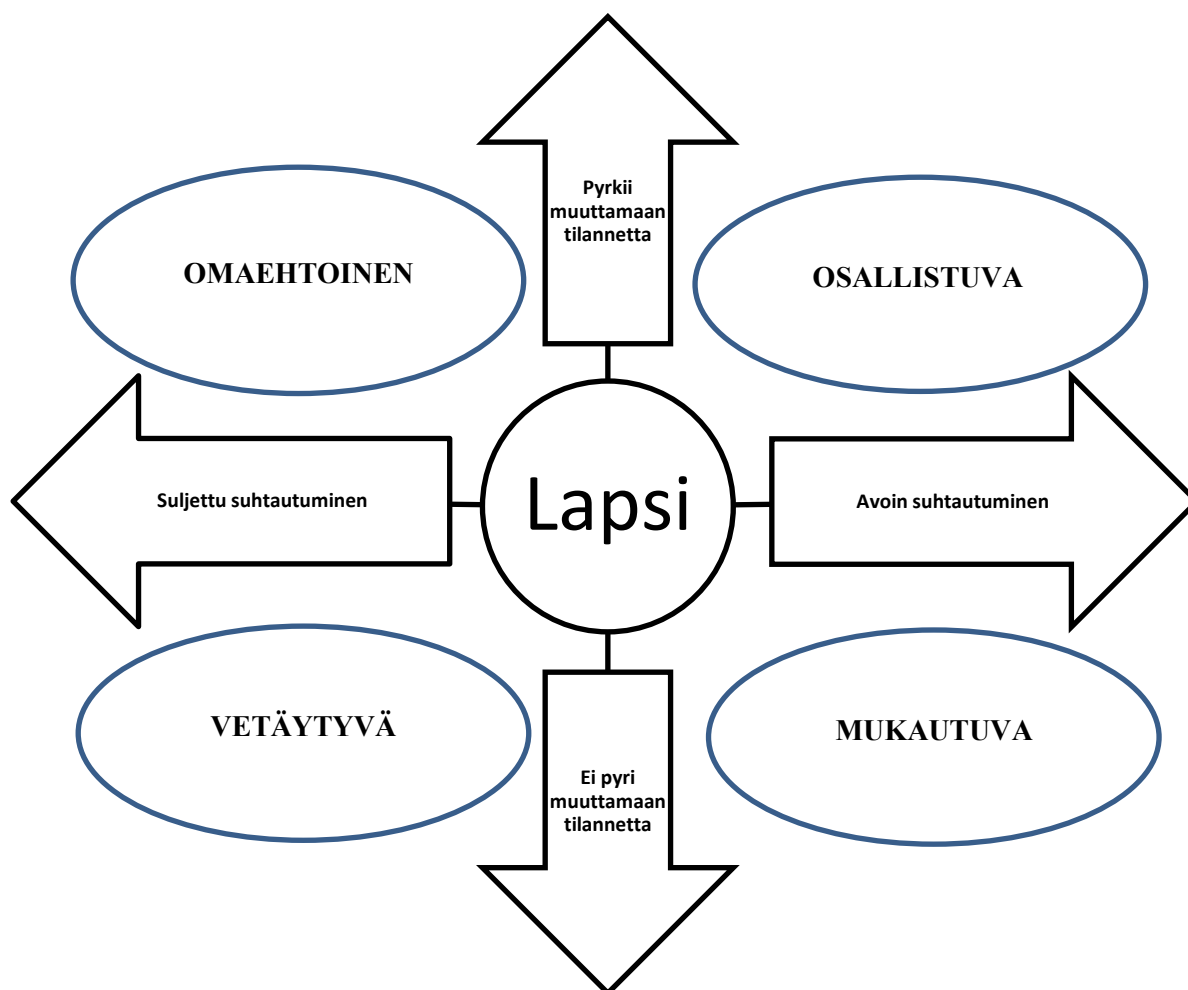 Pyrkii
muuttamaan
tilannetta
OMAEHTOINEN
OSALLISTUVA
Suljettu suhtautuminen
Lapsi
Avoin suhtautuminen
VETÄYTYVÄ
MUKAUTUVA
Ei pyri
muuttamaan
tilannetta